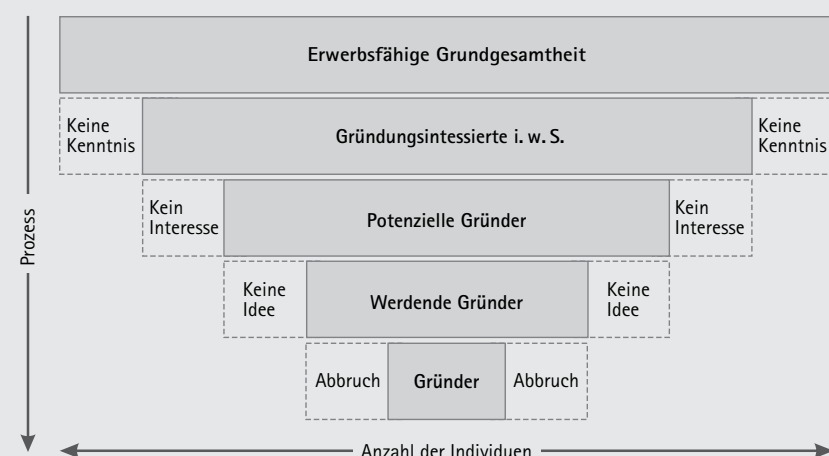 Erwerbsfähige Grundgesamtheit
Keine
Kenntnis
Gründungsintessierte i. w. S.
Keine
Kenntnis
Kein
Interesse
Potenzielle Gründer
Kein
Interesse
Prozess
Keine
Idee
Werdende Gründer
Keine
Idee
Abbruch
Gründer
Abbruch
Anzahl der Individuen